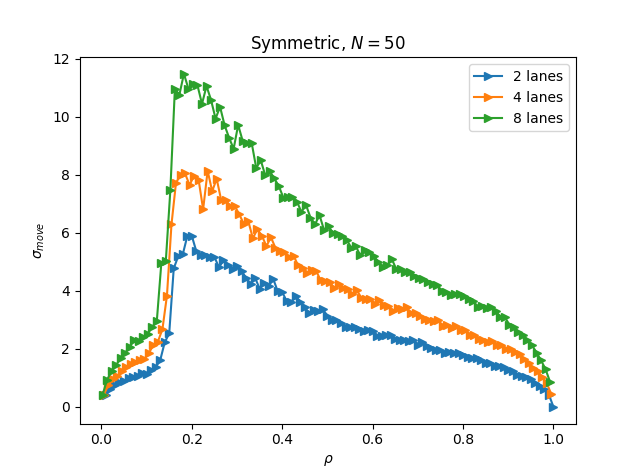 Symmetric, N = 50
12
10
8
6
4
2
0
σmove
0.0 0.2 0.4 0.6 0.8 1.0
ρ
2 lanes
4 lanes
8 lanes